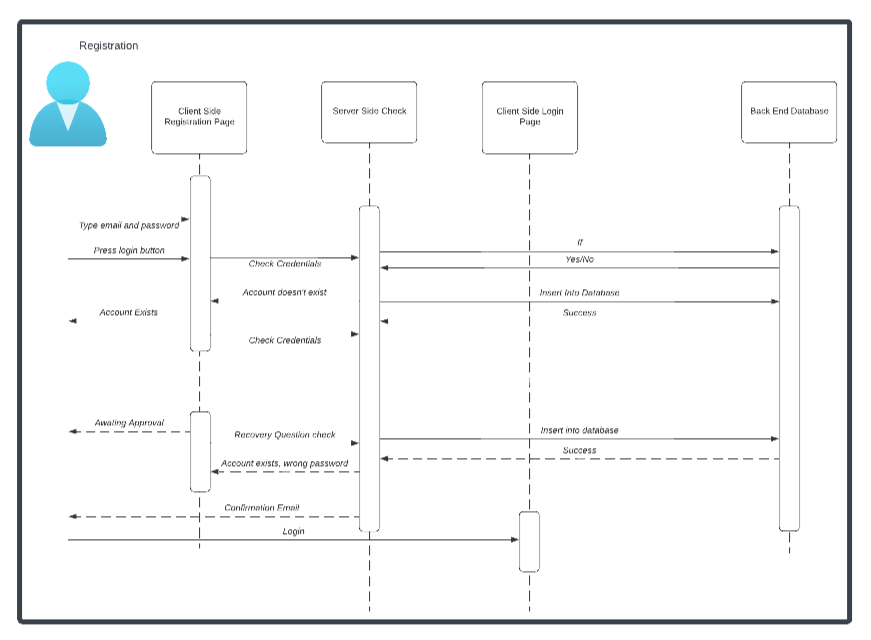 Registration
Client Side
Registration Page
Server Side Check
Client Side Login
Page
Back End Database
Type email and password
Press login button
Check Credentials
If
Yes/No
Account doesn't exist
Insert Into Database
Account Exists
Success
Check Credentials
Awating Approval
Recovery Question check
Insert into database
Account exists, wrong password
Success
Confirmation Email
Login